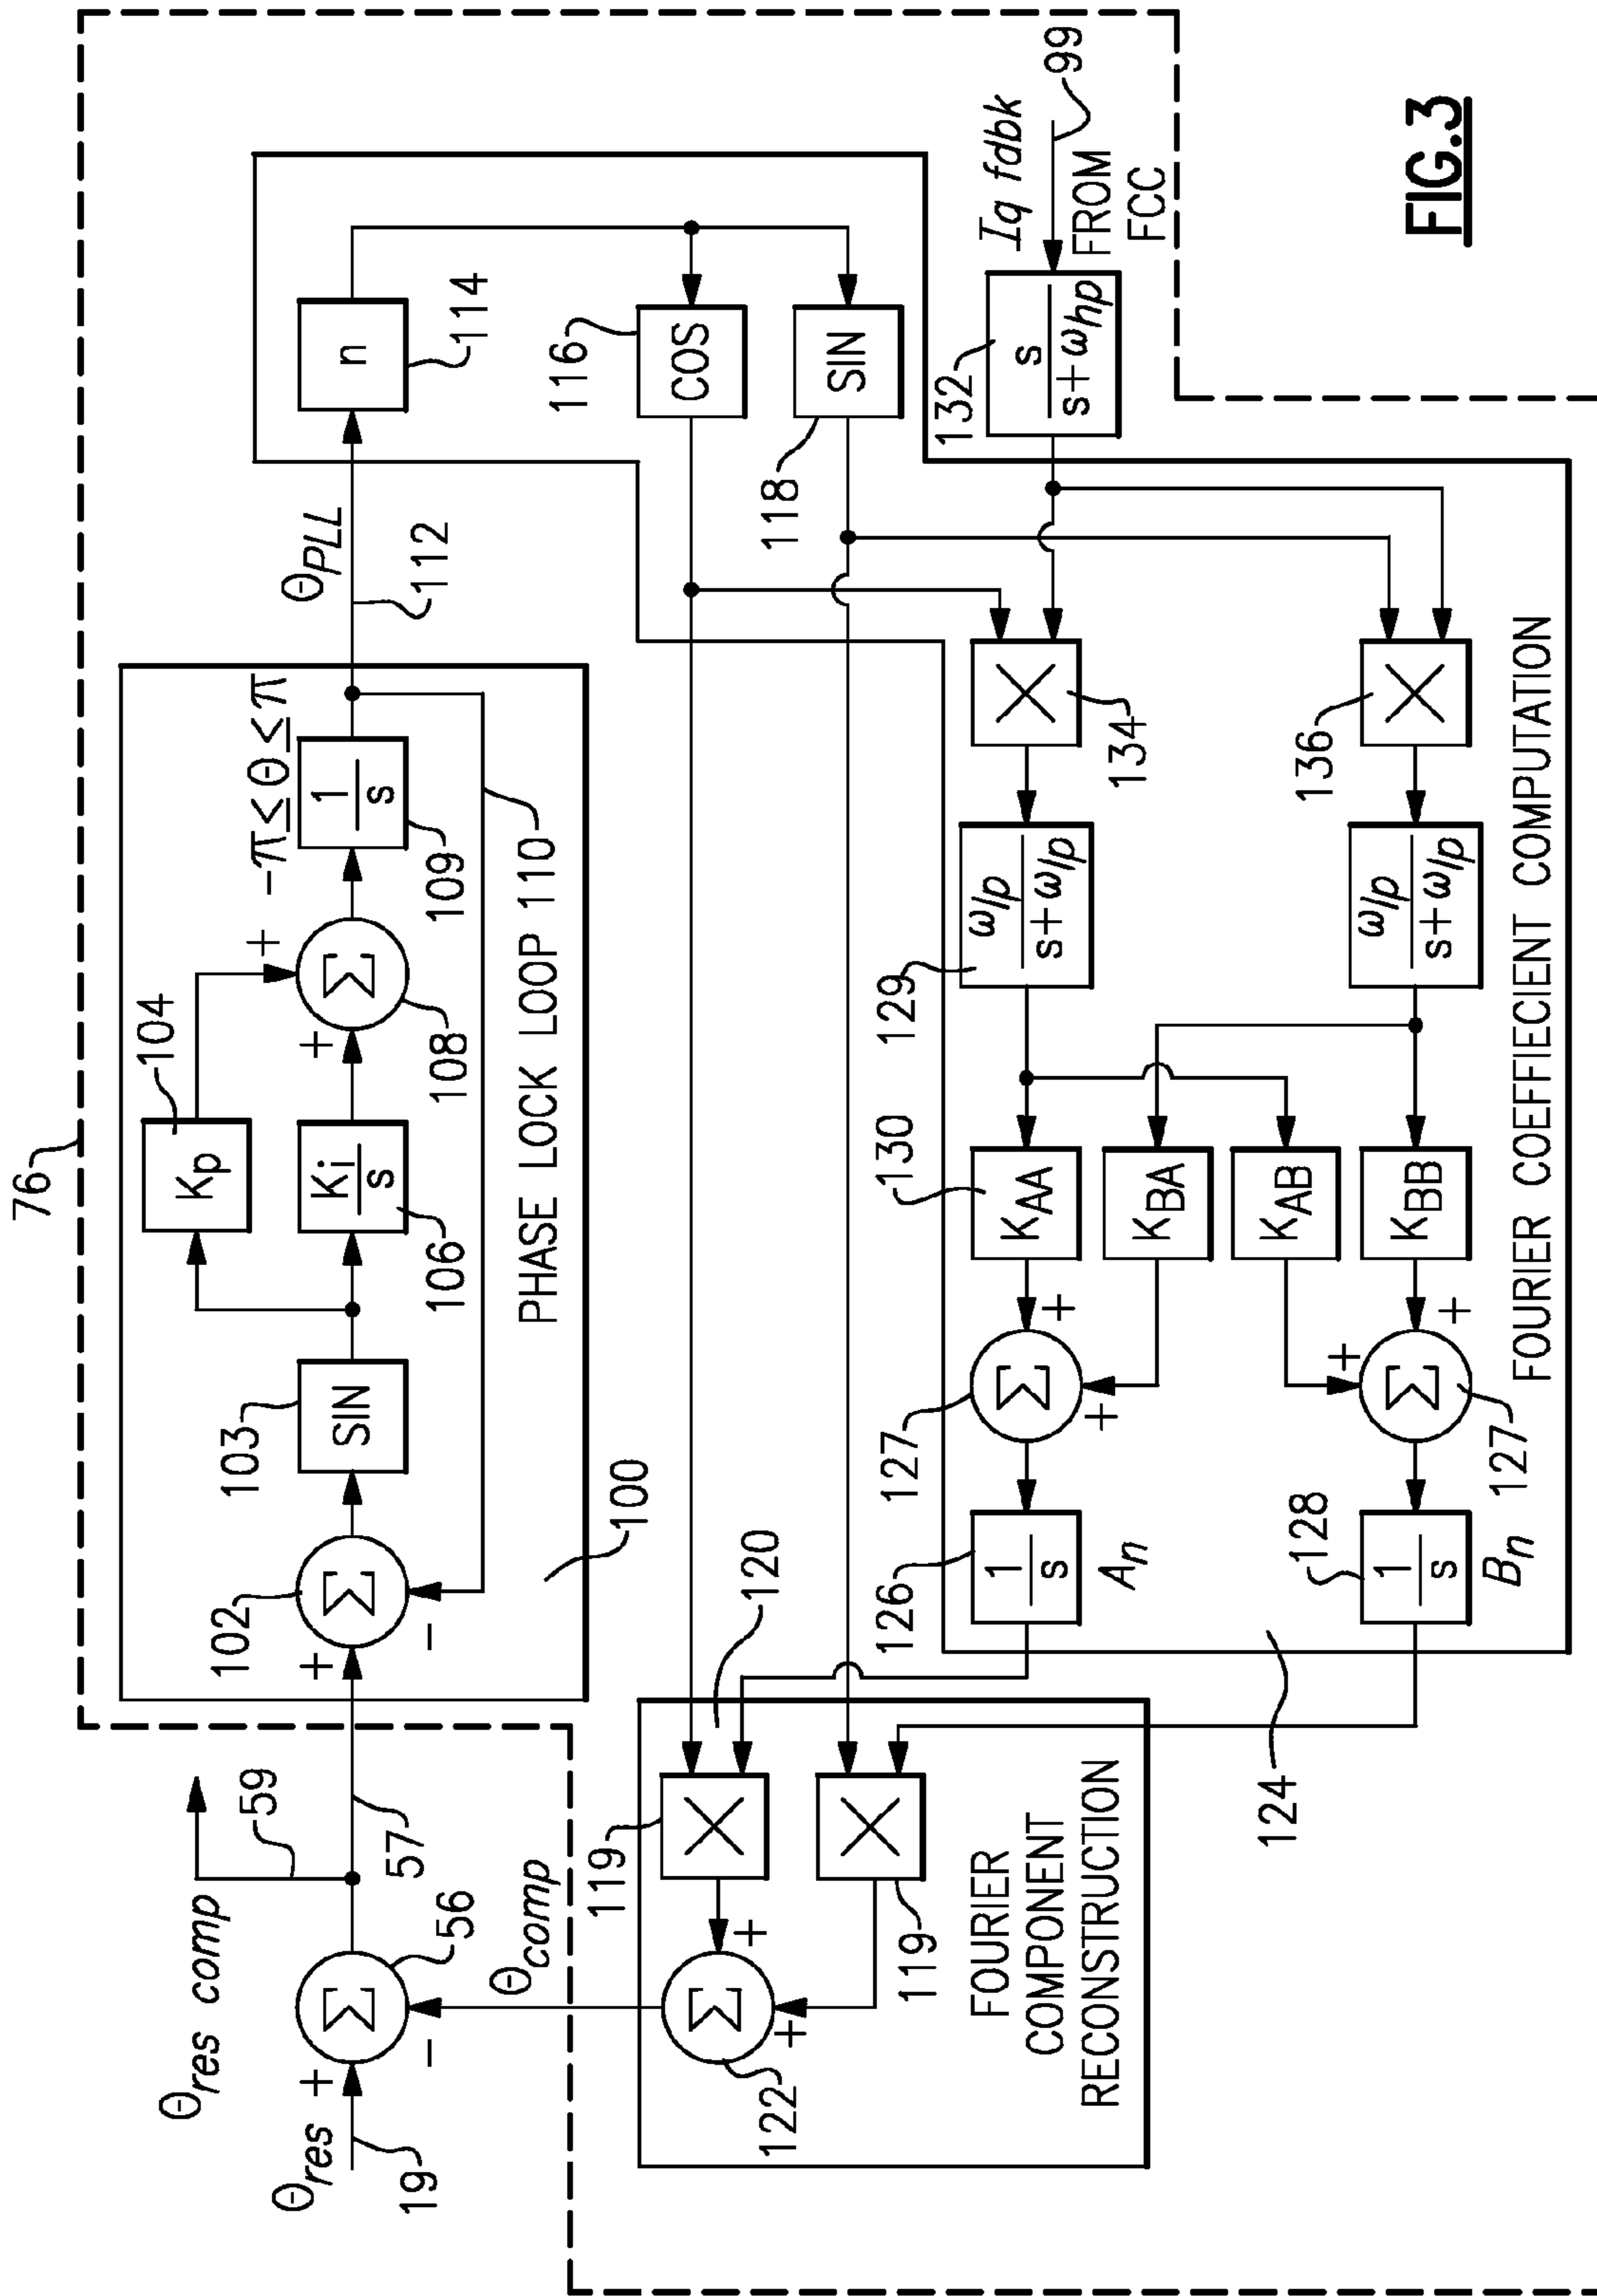 76
Θres comp
59
Θres
19
+
−
Σ
56
57
Θcomp
+
−
Σ
102
SIN
103
Kp
104
Ki
s
106
+
+
Σ
108
1
s
109
-π≤Θ≤π
110
PHASE LOCK LOOP
100
ΘPLL
112
n
114
COS
116
SIN
118
119
119
120
+
+
Σ
122
FOURIER
COMPONENT
RECONSTRUCTION
1
s
126
An
1
s
128
Bn
124
+
+
Σ
127
+
+
Σ
127
KAA
130
KBA
KAB
KBB
ωlp
s+ωlp
129
ωlp
s+ωlp
134
136
FOURIER COEFFIECIENT COMPUTATION
s
s+ωhp
132
Iq fdbk
99
FROM
FCC
FIG.3